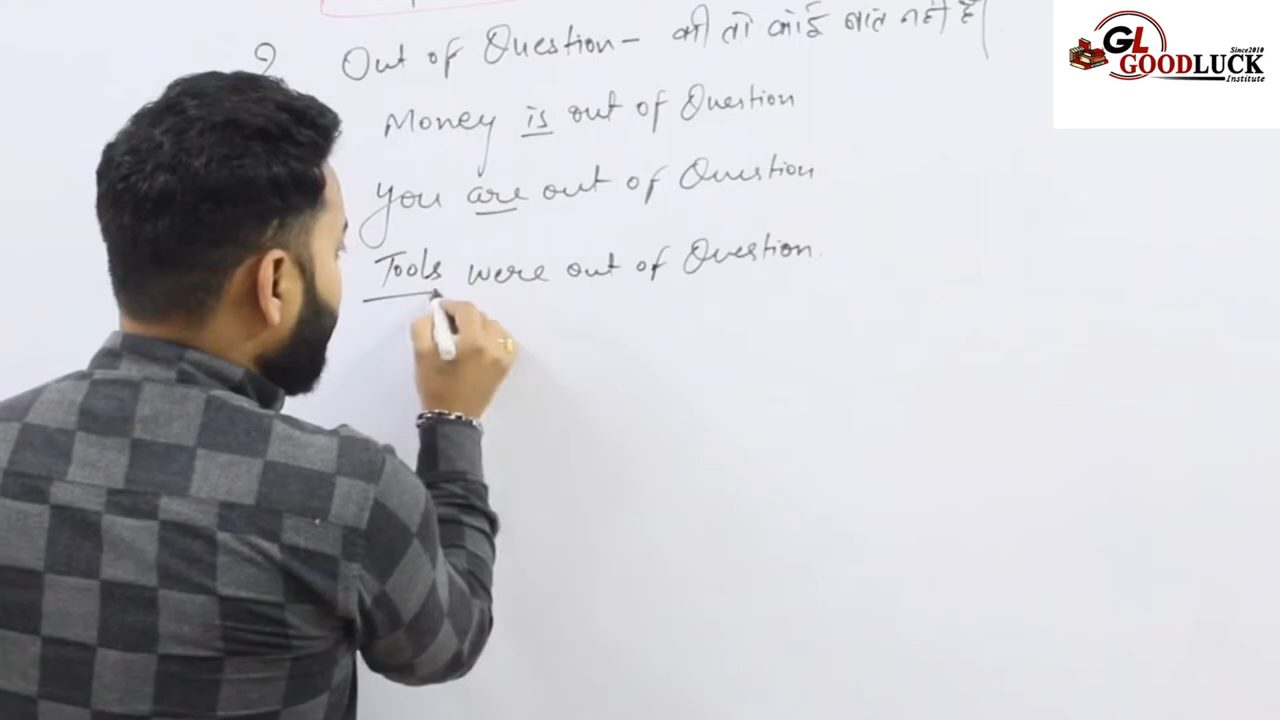 2 Out of Question - की तो कोई बात नहीं है।
Money is out of Question
You are out of Question
Tools were out of Question.
GL
GOODLUCK
Since2010
Institute